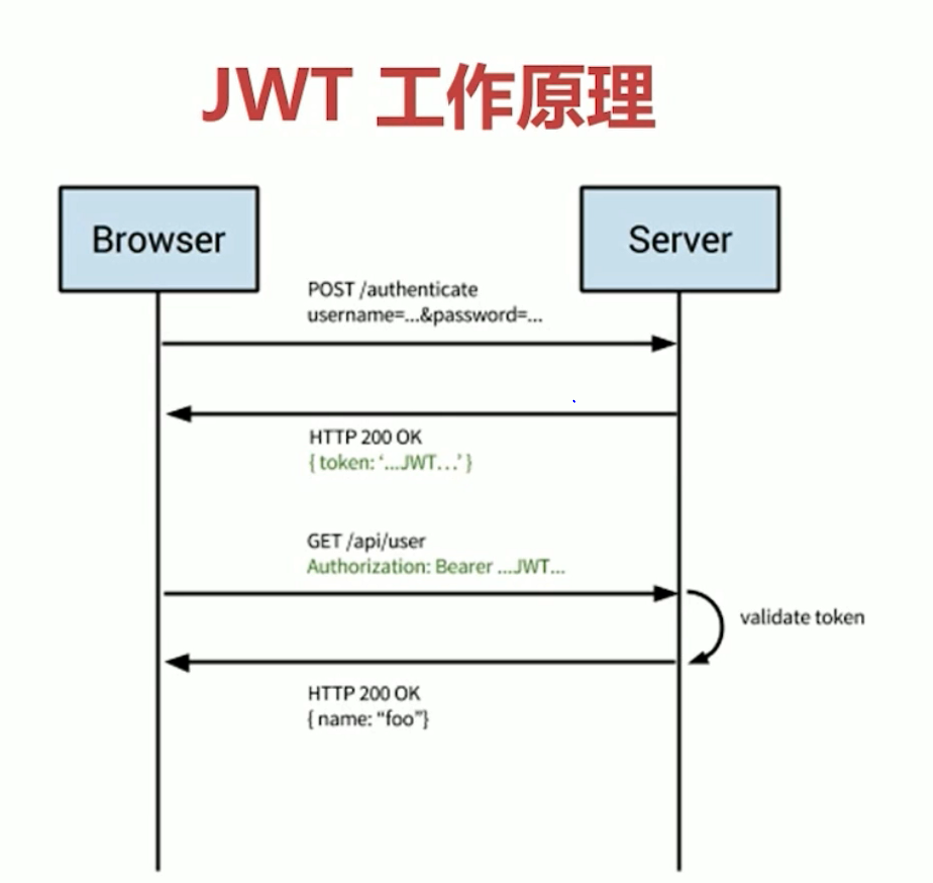 JWT 工作原理
Browser
Server
POST /authenticate
username=...&password=...
HTTP 200 OK
{ token: ‘...JWT...’ }
GET /api/user
Authorization: Bearer ...JWT...
validate token
HTTP 200 OK
{ name: “foo”}